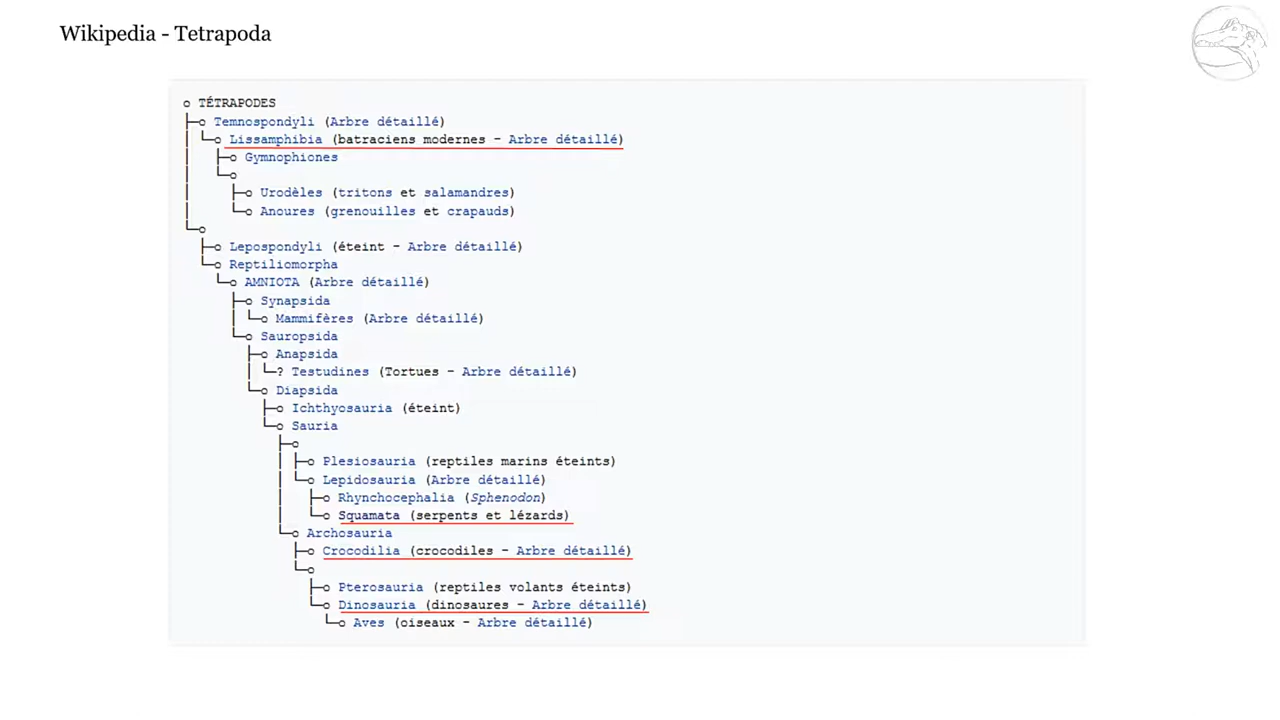 Wikipedia - Tetrapoda
TÉTRAPODES
Temnospondyli (Arbre détaillé)
Lissamphibia (batraciens modernes - Arbre détaillé)
Gymnophiones
Urodèles (tritons et salamandres)
Anoures (grenouilles et crapauds)
Lepospondyli (éteint - Arbre détaillé)
Reptiliomorpha
AMNIOTA (Arbre détaillé)
Synapsida
Mammifères (Arbre détaillé)
Sauropsida
Anapsida
? Testudines (Tortues - Arbre détaillé)
Diapsida
Ichthyosauria (éteint)
Sauria
Plesiosauria (reptiles marins éteints)
Lepidosauria (Arbre détaillé)
Rhynchocephalia (Sphenodon)
Squamata (serpents et lézards)
Archosauria
Crocodilia (crocodiles - Arbre détaillé)
Pterosauria (reptiles volants éteints)
Dinosauria (dinosaures - Arbre détaillé)
Aves (oiseaux - Arbre détaillé)